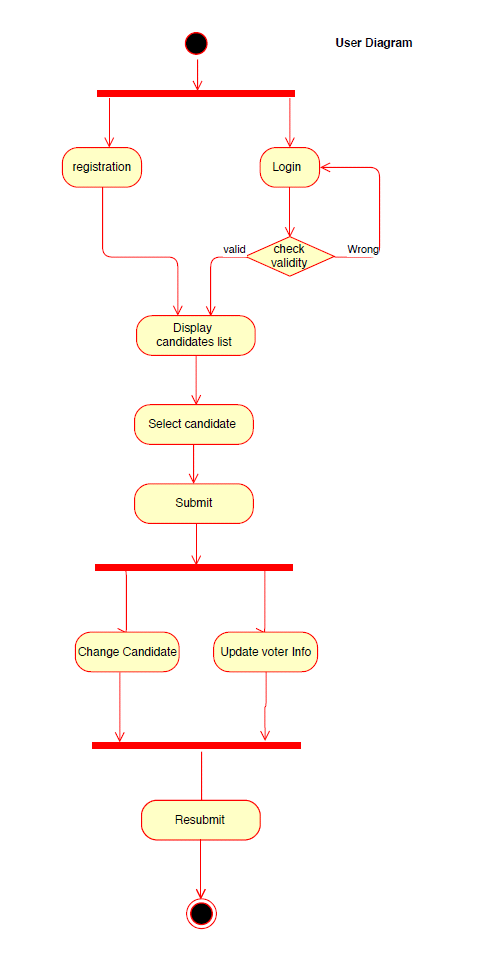 User Diagram
registration
Login
valid
check
validity
Wrong
Display
candidates list
Select candidate
Submit
Change Candidate
Update voter Info
Resubmit